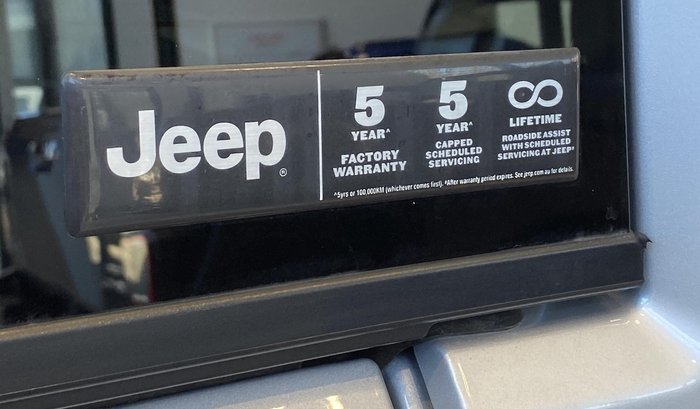 Jeep®
5
YEAR^
FACTORY
WARRANTY
5
YEAR^
CAPPED
SCHEDULED
SERVICING
∞
LIFETIME
ROADSIDE ASSIST
WITH SCHEDULED
SERVICING AT JEEP#
^5yrs or 100,000KM (whichever comes first). #After warranty period expires. See jeep.com.au for details.